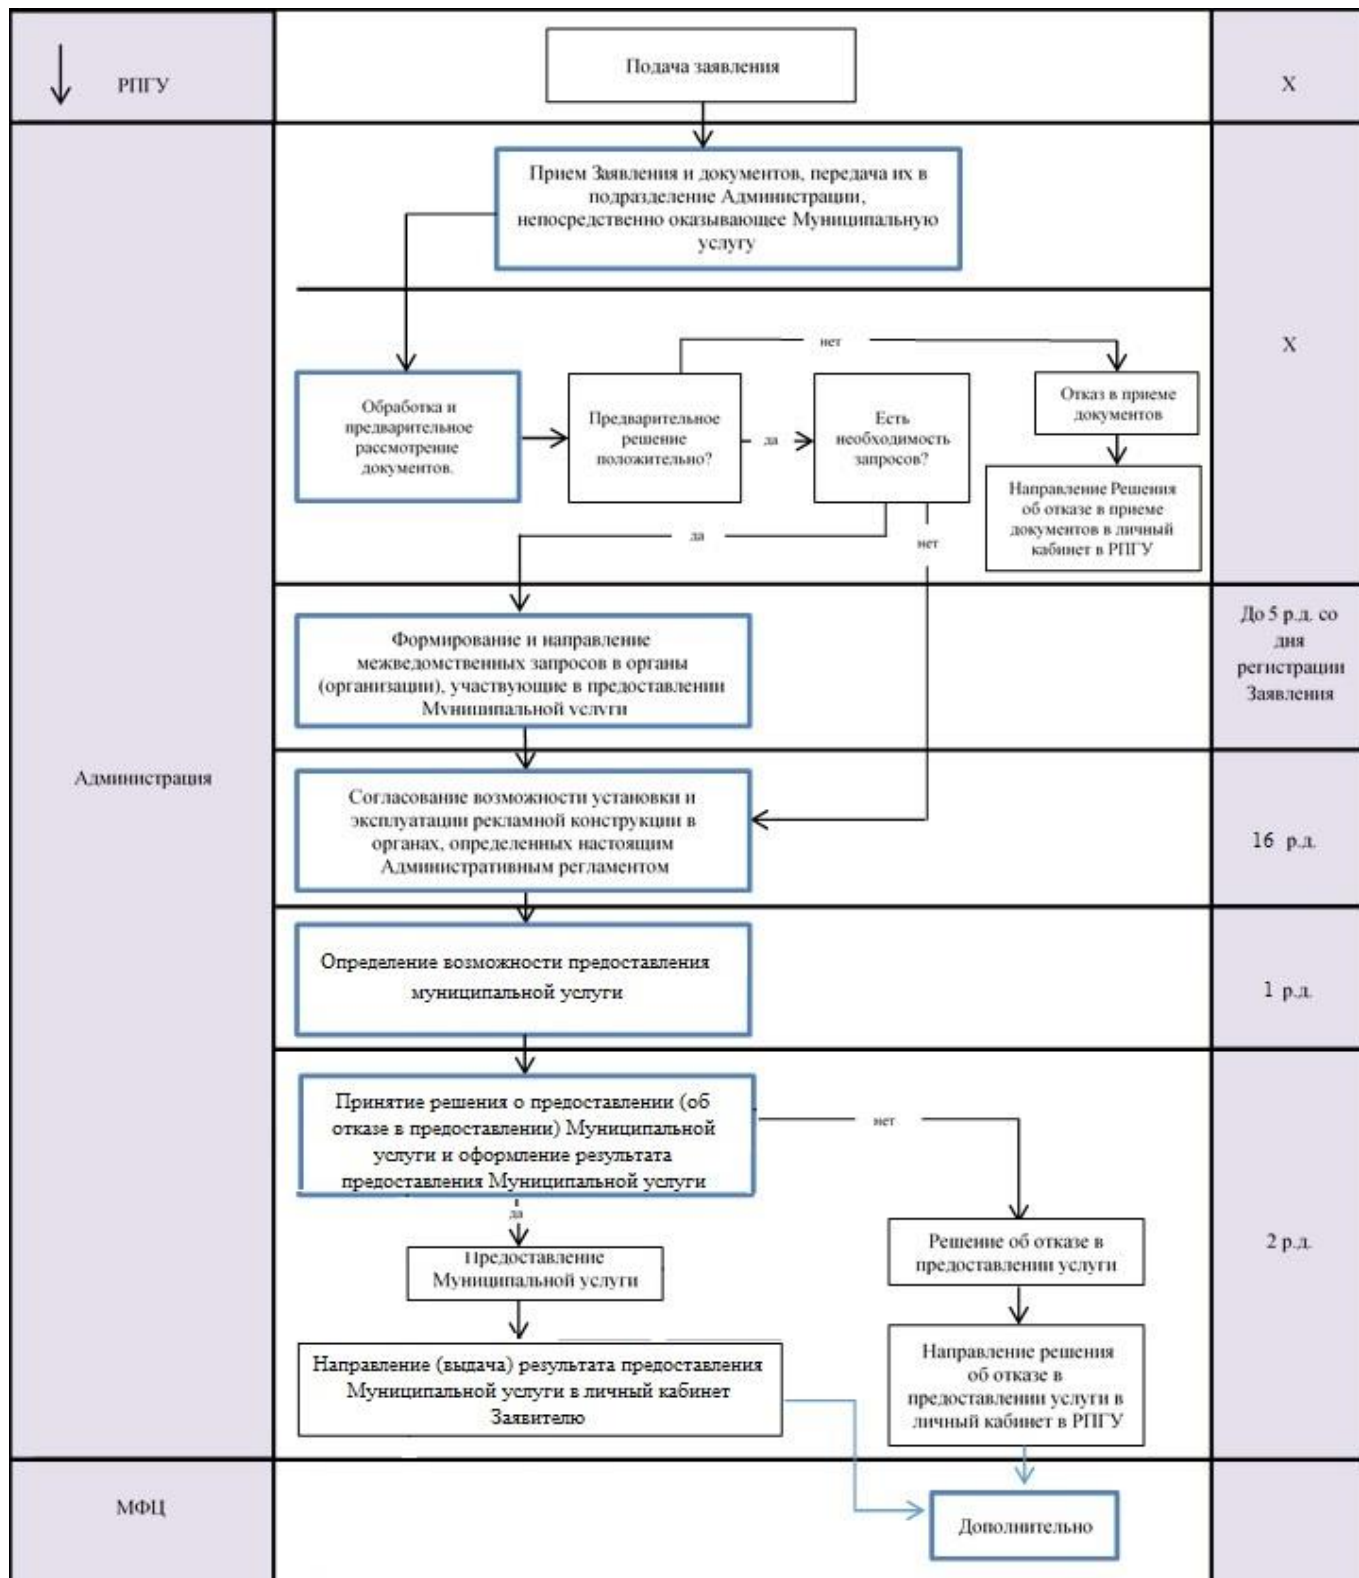 РПГУ
Подача заявления
X
Прием Заявления и документов, передача их в
подразделение Администрации,
непосредственно оказывающее Муниципальную
услугу
X
нет
Обработка и
предварительное
рассмотрение
документов.
Предварительное
решение
положительно?
да
Есть
необходимость
запросов?
Отказ в приеме
документов
Направление Решения
об отказе в приеме
документов в личный
кабинет в РПГУ
да
нет
Формирование и направление
межведомственных запросов в органы
(организации), участвующие в предоставлении
Муниципальной услуги
До 5 р.д. со
дня
регистрации
Заявления
Администрация
Согласование возможности установки и
эксплуатации рекламной конструкции в
органах, определенных настоящим
Административным регламентом
16 р.д.
Определение возможности предоставления
муниципальной услуги
1 р.д.
Принятие решения о предоставлении (об
отказе в предоставлении) Муниципальной
услуги и оформление результата
предоставления Муниципальной услуги
нет
да
Предоставление
Муниципальной услуги
Решение об отказе в
предоставлении услуги
2 р.д.
Направление (выдача) результата предоставления
Муниципальной услуги в личный кабинет
Заявителю
Направление решения
об отказе в
предоставлении услуги в
личный кабинет в РПГУ
МФЦ
Дополнительно